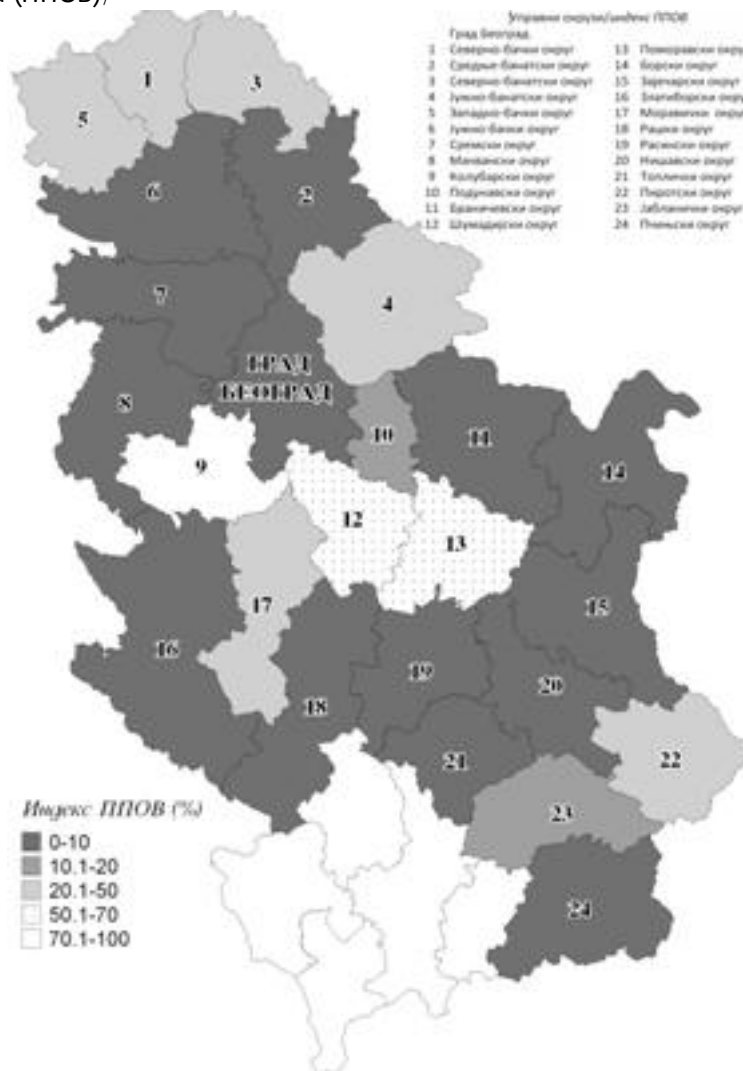 (ППОВ)/
Управни окрузи/индекс ППОВ
Град Београд
1 Северно-бачки округ
2 Средње-банатски округ
3 Северно-банатски округ
4 Јужно-банатски округ
5 Западно-бачки округ
6 Јужно-бачки округ
7 Сремски округ
8 Мачвански округ
9 Колубарски округ
10 Подунавски округ
11 Браничевски округ
12 Шумадијски округ
13 Поморавски округ
14 Борски округ
15 Зајечарски округ
16 Златиборски округ
17 Моравички округ
18 Рашки округ
19 Расински округ
20 Нишавски округ
21 Топлички округ
22 Пиротски округ
23 Јабланички округ
24 Пчињски округ
1
3
5
6
2
7
4
ГРАД
БЕОГРАД
8
10
11
9
14
12
13
15
17
16
19
20
18
21
22
23
24
Индекс ППОВ (%)
0-10
10.1-20
20.1-50
50.1-70
70.1-100